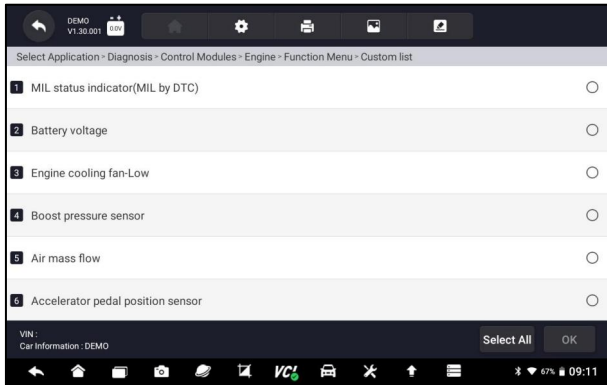 DEMO
V1.30.001
0.0V
Select Application > Diagnosis > Control Modules > Engine > Function Menu > Custom list
1 MIL status indicator(MIL by DTC)
2 Battery voltage
3 Engine cooling fan-Low
4 Boost pressure sensor
5 Air mass flow
6 Accelerator pedal position sensor
VIN :
Car Information : DEMO
Select All
OK
VCI
67% 09:11